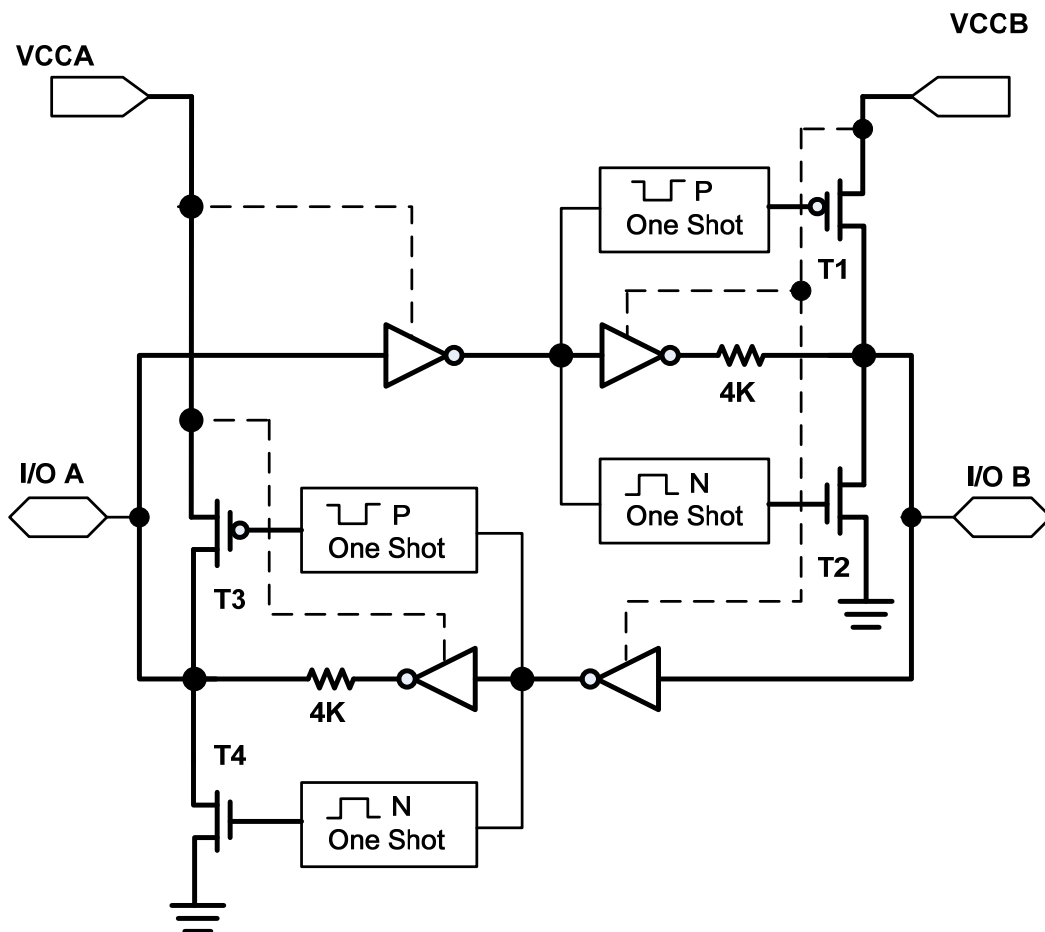 VCCB
VCCA
P
One Shot
T1
4K
I/O A
N
One Shot
I/O B
P
One Shot
T2
T3
4K
T4
N
One Shot